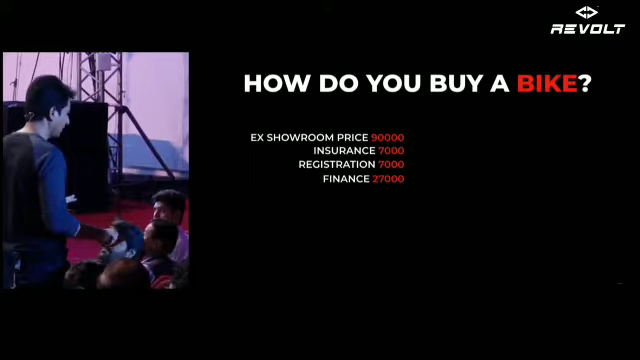 REVOLT
HOW DO YOU BUY A BIKE?
EX SHOWROOM PRICE 90000
INSURANCE 7000
REGISTRATION 7000
FINANCE 27000